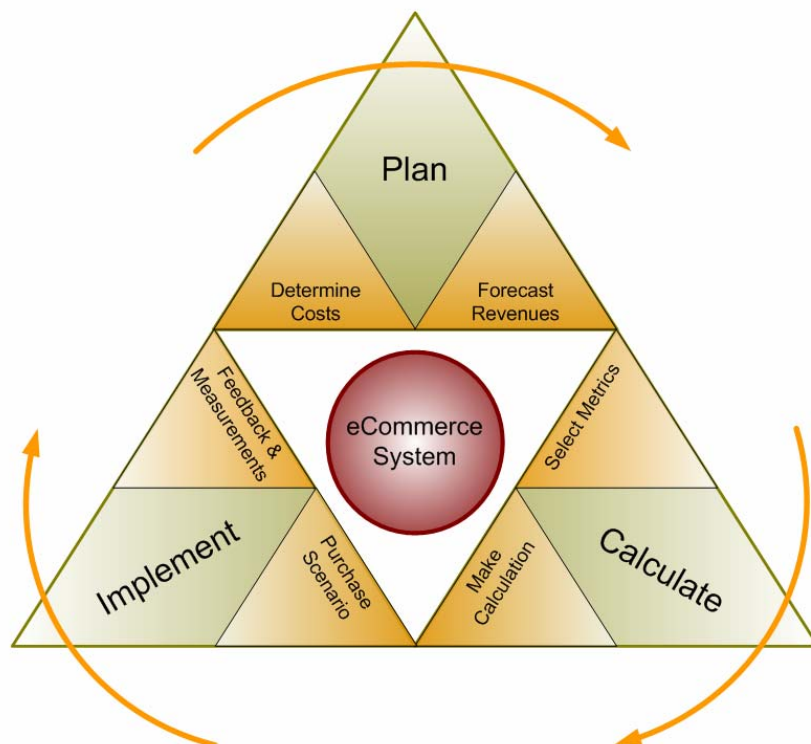 Plan
Determine
Costs
Forecast
Revenues
Feedback &
Measurements
eCommerce
System
Select Metrics
Implement
Purchase
Scenario
Make
Calculation
Calculate